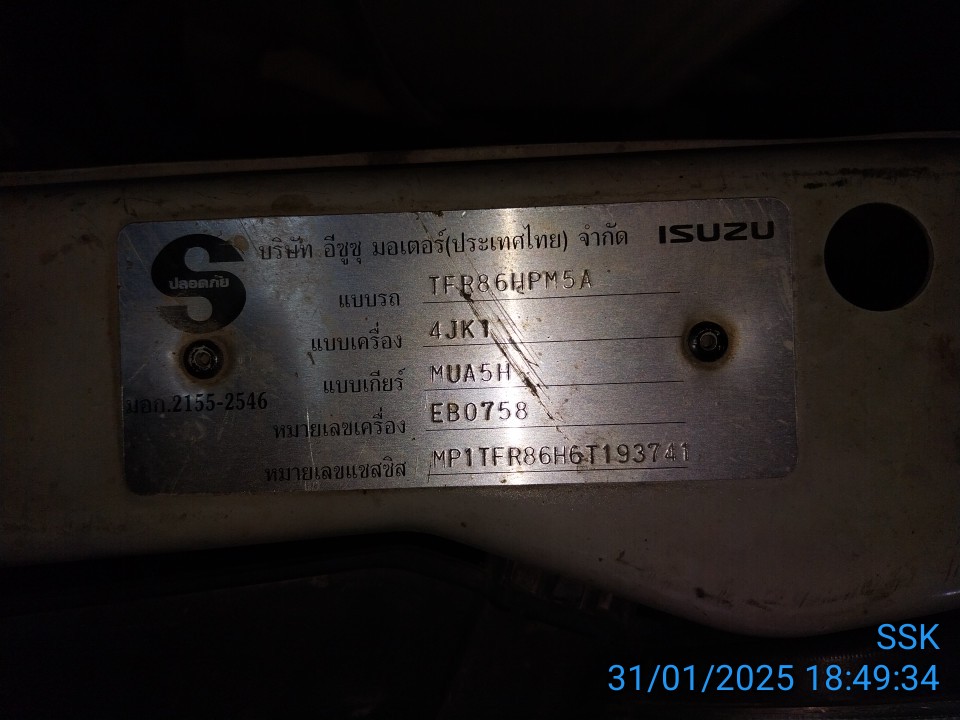 บริษัท อีซูซุ มอเตอร์(ประเทศไทย) จำกัด ISUZU
S
ปลอดภัย
แบบรถ TFR86HPM5A
แบบเครื่อง 4JK1
แบบเกียร์ MUA5H
มอก.2155-2546
หมายเลขเครื่อง EB0758
หมายเลขแชสซิส MP1TFR86H6T193741
SSK
31/01/2025 18:49:34